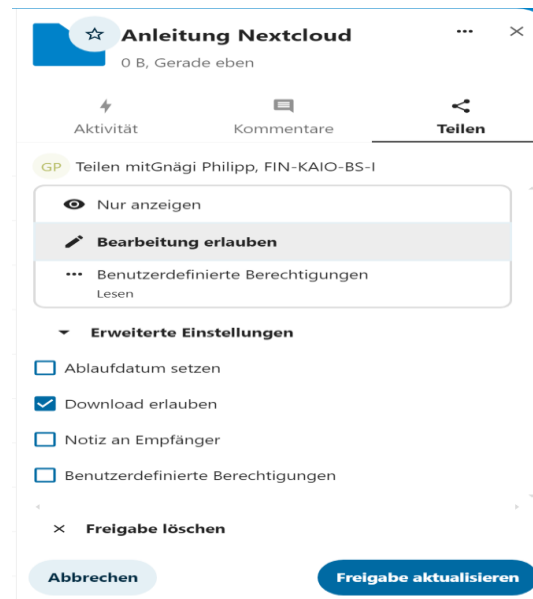 Anleitung Nextcloud
0 B, Gerade eben
Aktivität Kommentare Teilen
GP Teilen mitGnägi Philipp, FIN-KAIO-BS-I
Nur anzeigen
Bearbeitung erlauben
Benutzerdefinierte Berechtigungen
Lesen
Erweiterte Einstellungen
Ablaufdatum setzen
Download erlauben
Notiz an Empfänger
Benutzerdefinierte Berechtigungen
Freigabe löschen
Abbrechen Freigabe aktualisieren